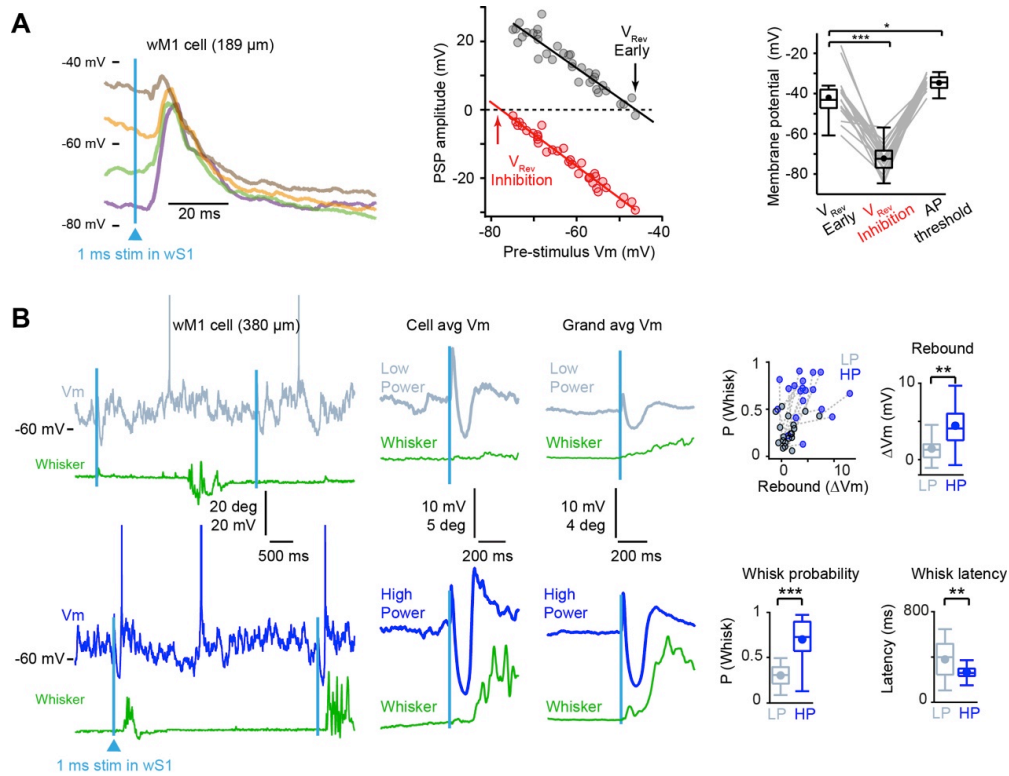 A
wM1 cell (189 µm)
-40 mV
-60 mV
-80 mV
20 ms
1 ms stim in wS1
PSP amplitude (mV)
20
0
-20
V Rev
Early
V Rev
Inhibition
-80
-60
-40
Pre-stimulus Vm (mV)
Membrane potential (mV)
-20
-40
-60
-80
*
***
V Rev
Early
V Rev
Inhibition
AP
threshold
B
wM1 cell (380 µm)
Vm
-60 mV
Whisker
20 deg
20 mV
500 ms
Vm
-60 mV
Whisker
1 ms stim in wS1
Cell avg Vm
Low
Power
Whisker
10 mV
5 deg
200 ms
High
Power
Whisker
Grand avg Vm
Low
Power
Whisker
10 mV
4 deg
200 ms
High
Power
Whisker
LP
HP
P (Whisk)
1
0.5
0
0
5
10
Rebound (ΔVm)
Rebound
**
ΔVm (mV)
10
0
LP
HP
Whisk probability
***
P (Whisk)
1
0.5
0
LP
HP
Whisk latency
**
Latency (ms)
800
0
LP
HP